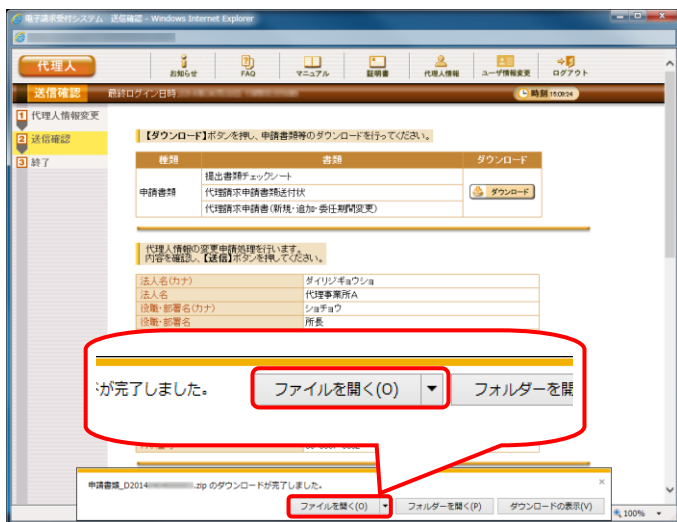 電子請求受付システム 送信確認 - Windows Internet Explorer
代理人
お知らせ
FAQ
マニュアル
証明書
代理人情報
ユーザ情報変更
ログアウト
送信確認 最終ログイン日時
時刻 15:09:24
1 代理人情報変更
2 送信確認
3 終了
【ダウンロード】ボタンを押し、申請書類等のダウンロードを行ってください。
種類 書類 ダウンロード
申請書類
提出書類チェックシート
代理請求申請書類送付状
代理請求申請書(新規・追加・委任期間変更)
ダウンロード
代理人情報の変更申請処理を行います。
内容を確認し、【送信】ボタンを押してください。
法人名(カナ) ダイリジギョウショ
法人名 代理事業所A
役職・部署名(カナ) ショチョウ
役職・部署名 所長
が完了しました。 ファイルを開く(O) ▼ フォルダーを開
申請書類_D2014 .zip のダウンロードが完了しました。 ×
ファイルを開く(O) ▼ フォルダーを開く(P) ダウンロードの表示(V)
100% ▼